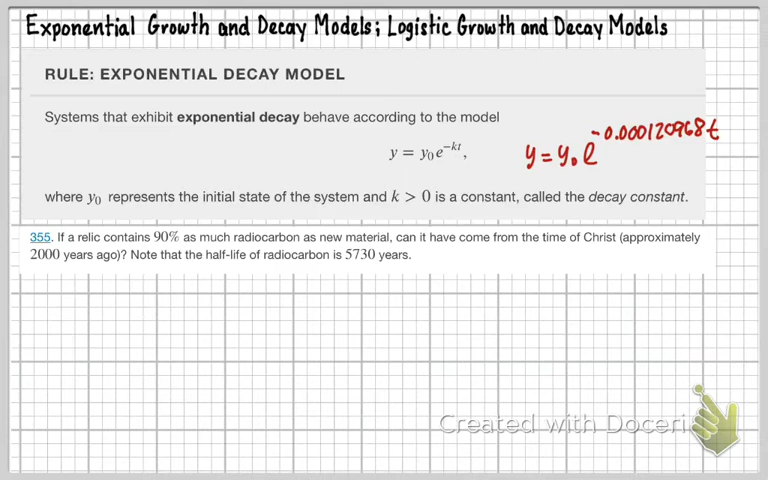 Exponential Growth and Decay Models; Logistic Growth and Decay Models
RULE: EXPONENTIAL DECAY MODEL
Systems that exhibit exponential decay behave according to the model
y = y₀e^{−kt},
y = y₀ e^{-0.000120968t}
where y₀ represents the initial state of the system and k > 0 is a constant, called the decay constant.
355. If a relic contains 90% as much radiocarbon as new material, can it have come from the time of Christ (approximately
2000 years ago)? Note that the half-life of radiocarbon is 5730 years.
Created with Doceri